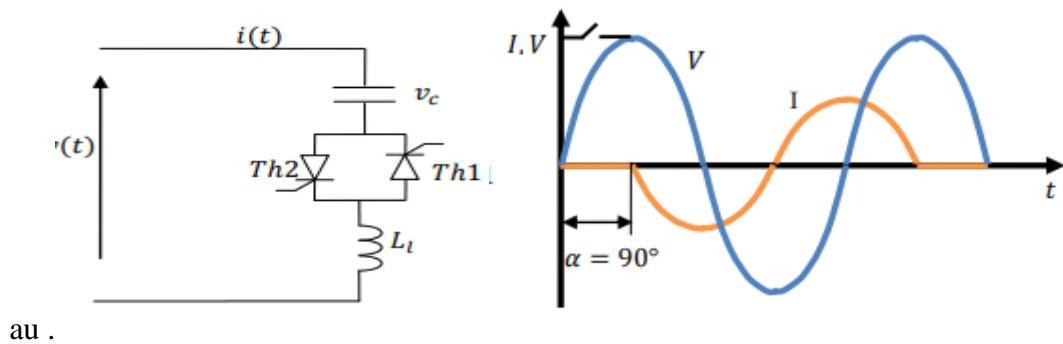 i(t)
I, V
V
v_c
I
(t)
Th2
Th1
t
L_l
α = 90°
au .